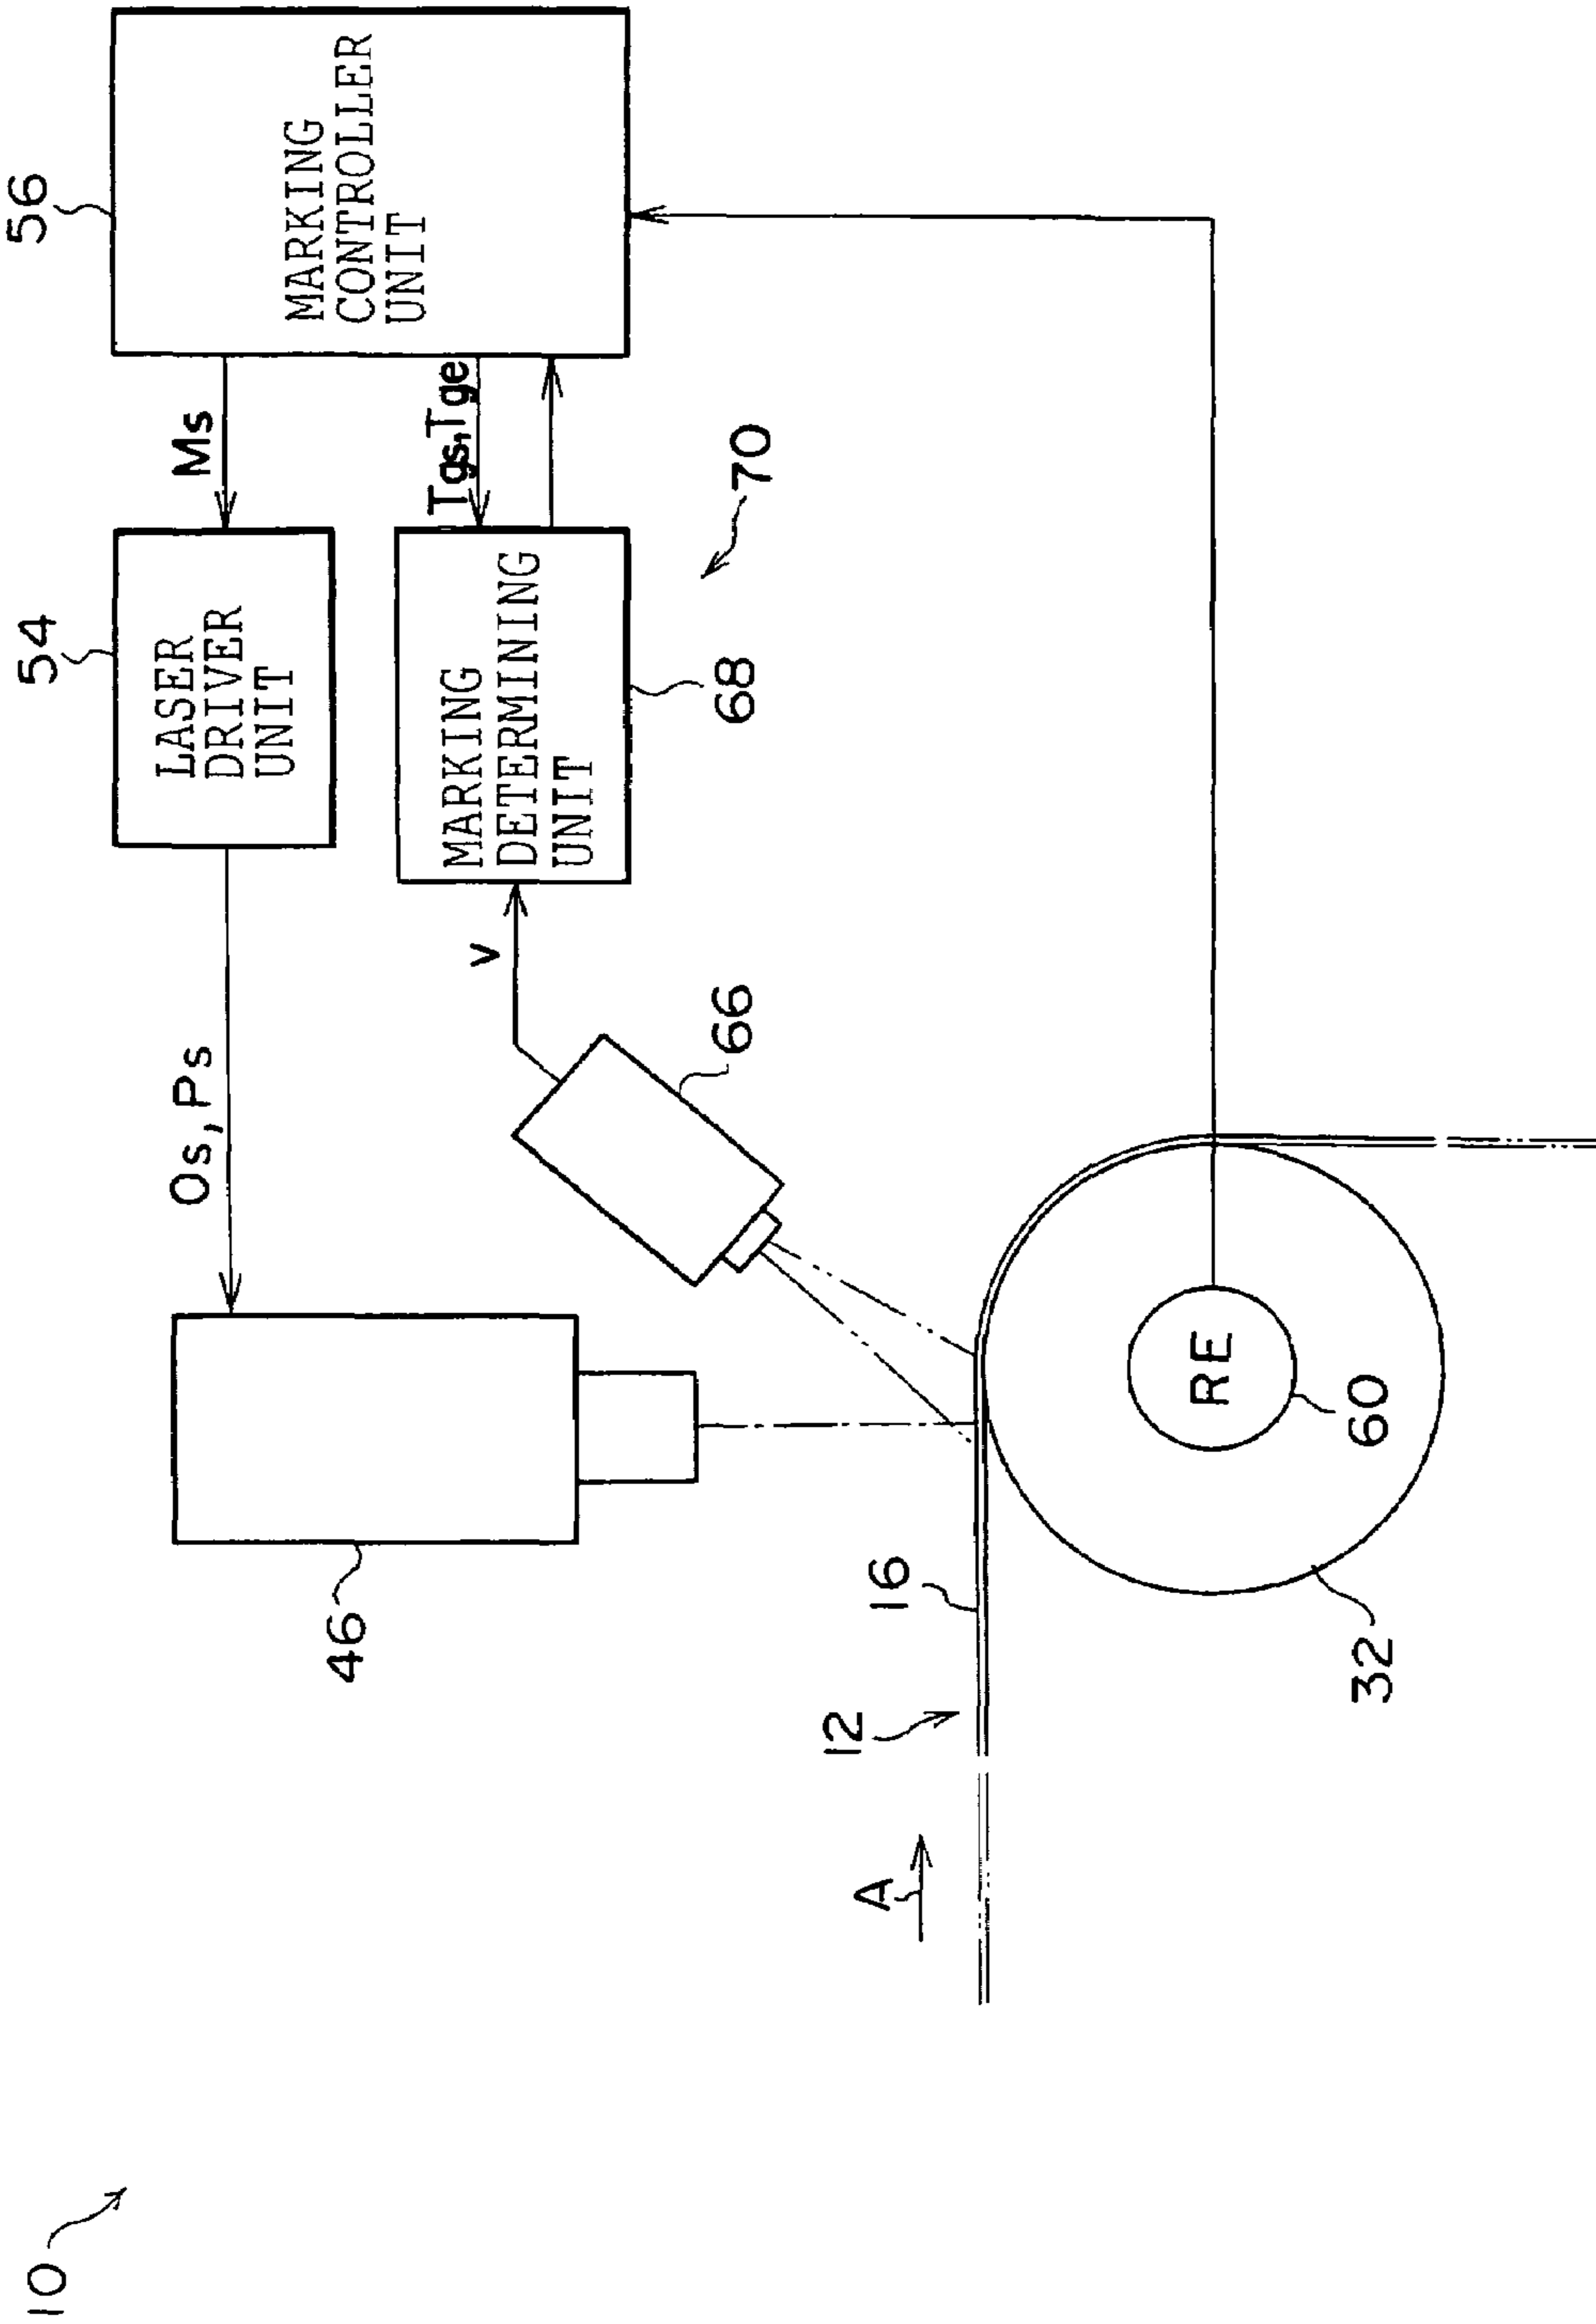 10
56
MARKING
CONTROLLER
UNIT
54
LASER
DRIVER
UNIT
Ms
Os, Ps
46
Tgs,Tge
MARKING
DETERMINING
UNIT
68
70
V
66
16
12
A
RE
60
32